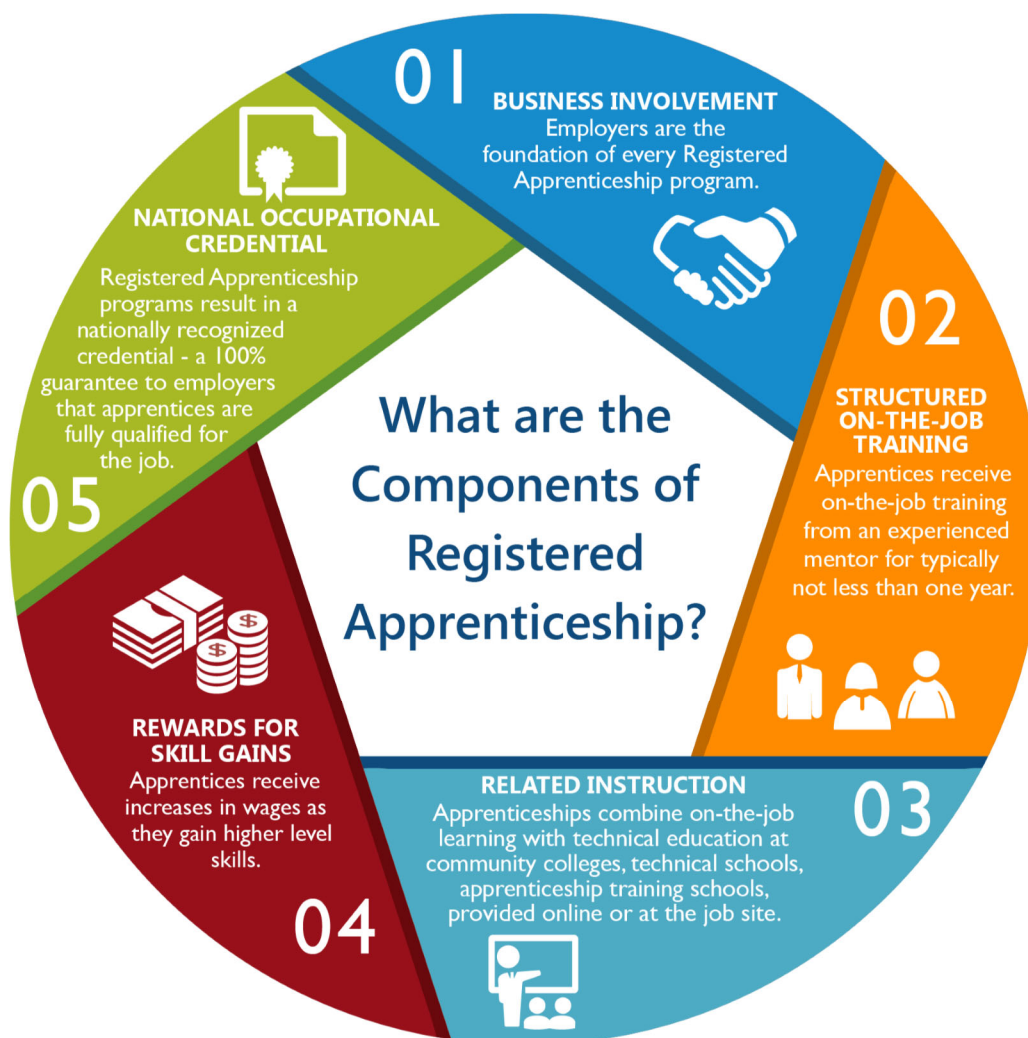 What are the
Components of
Registered
Apprenticeship?
01
BUSINESS INVOLVEMENT
Employers are the
foundation of every Registered
Apprenticeship program.
02
STRUCTURED
ON-THE-JOB
TRAINING
Apprentices receive
on-the-job training
from an experienced
mentor for typically
not less than one year.
03
RELATED INSTRUCTION
Apprenticeships combine on-the-job
learning with technical education at
community colleges, technical schools,
apprenticeship training schools,
provided online or at the job site.
04
REWARDS FOR
SKILL GAINS
Apprentices receive
increases in wages as
they gain higher level
skills.
$
$
05
NATIONAL OCCUPATIONAL
CREDENTIAL
Registered Apprenticeship
programs result in a
nationally recognized
credential - a 100%
guarantee to employers
that apprentices are
fully qualified for
the job.